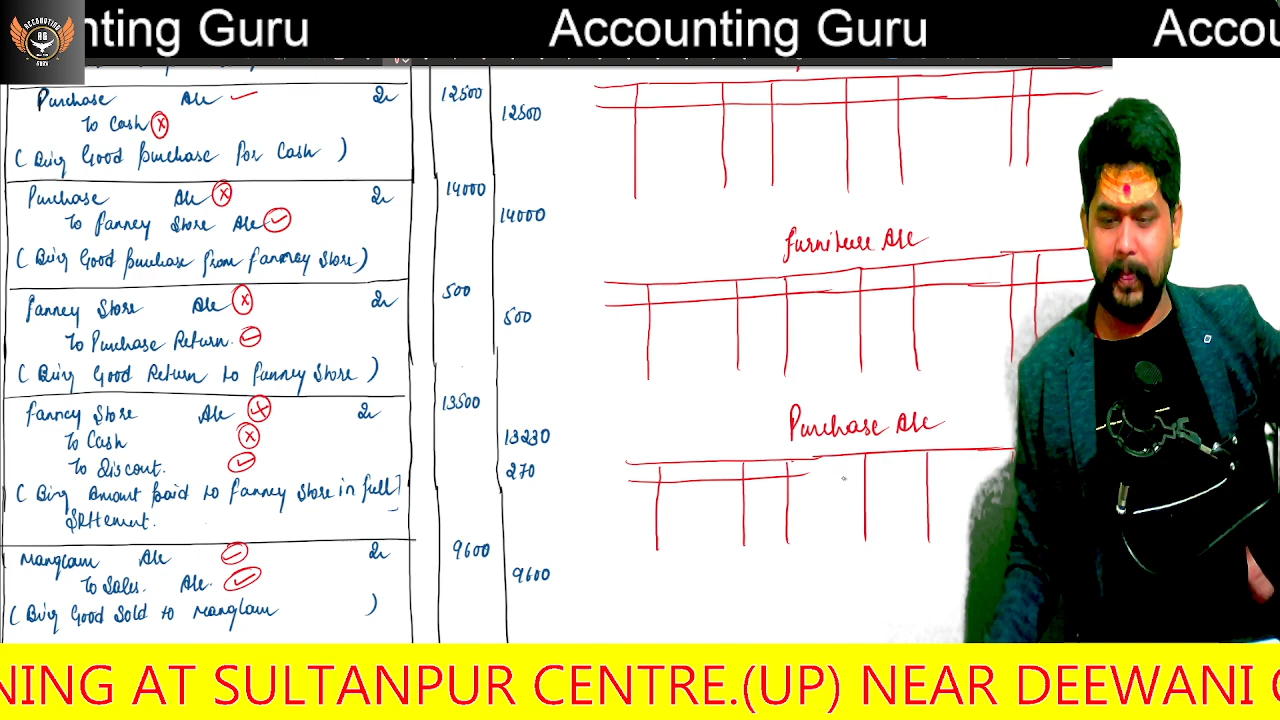 ACCOUNTING
AG
GURU
nting Guru
Accounting Guru
Accou
Purchase A/c Dr 12500
To Cash 12500
( Being Good Purchase for Cash )
Purchase A/c Dr 14000
To fanney Store A/c 14000
( Being Good Purchase from fanney Store)
fanney Store A/c Dr 500
To Purchase Return. 500
( Being Good Return to fanney Store )
fanney Store A/c Dr 13500
To Cash 13230
To Discout. 270
( Being Amount paid to fanney Store in full
Manglam A/c Dr 9600
To Sales. A/c. 9600
( Being Good Sold to Manglam )
furniture A/c
Purchase A/c
NING AT SULTANPUR CENTRE.(UP) NEAR DEEWANI